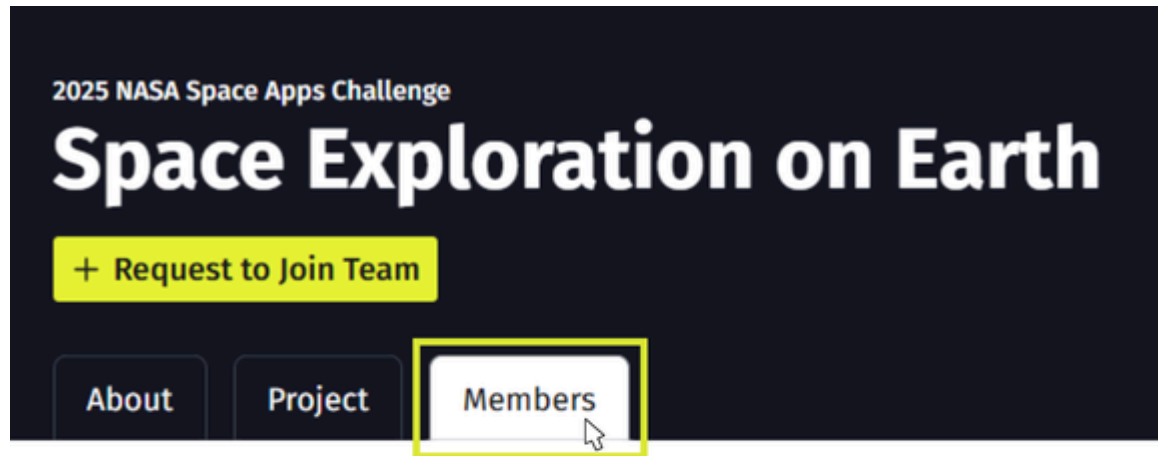 2025 NASA Space Apps Challenge
Space Exploration on Earth
+ Request to Join Team
About Project Members